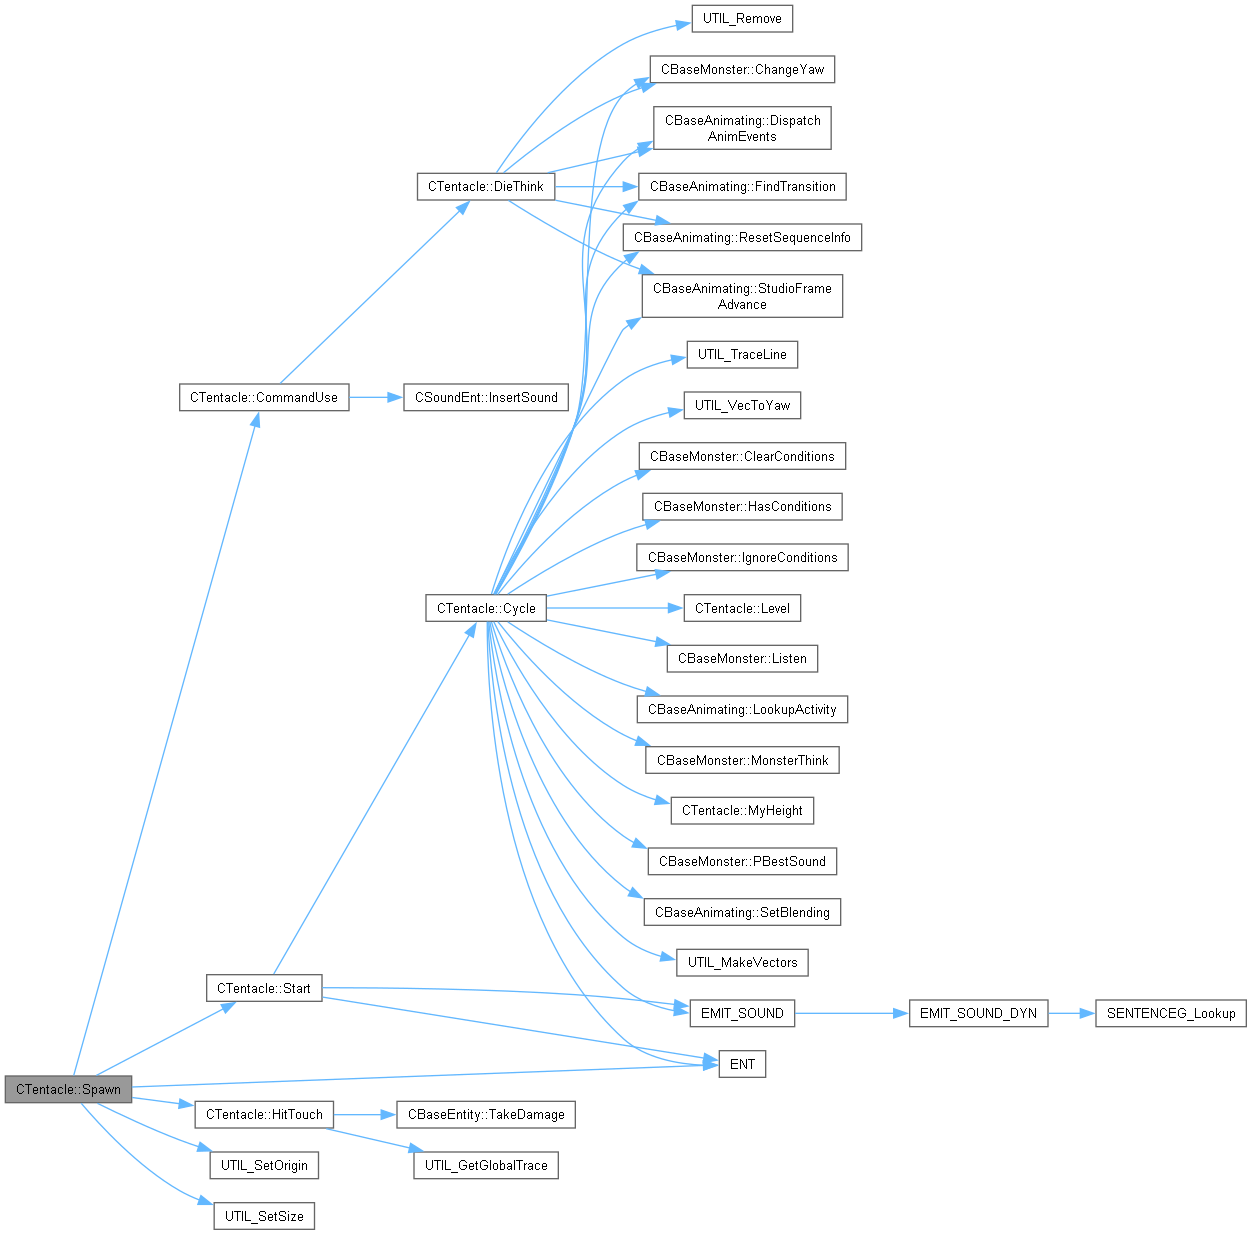 UTIL_Remove
CBaseMonster::ChangeYaw
CBaseAnimating::Dispatch
AnimEvents
CTentacle::DieThink
CBaseAnimating::FindTransition
CBaseAnimating::ResetSequenceInfo
CBaseAnimating::StudioFrame
Advance
UTIL_TraceLine
CTentacle::CommandUse
CSoundEnt::InsertSound
UTIL_VecToYaw
CBaseMonster::ClearConditions
CBaseMonster::HasConditions
CBaseMonster::IgnoreConditions
CTentacle::Cycle
CTentacle::Level
CBaseMonster::Listen
CBaseAnimating::LookupActivity
CBaseMonster::MonsterThink
CTentacle::MyHeight
CBaseMonster::PBestSound
CBaseAnimating::SetBlending
UTIL_MakeVectors
CTentacle::Start
EMIT_SOUND
EMIT_SOUND_DYN
SENTENCEG_Lookup
ENT
CTentacle::Spawn
CTentacle::HitTouch
CBaseEntity::TakeDamage
UTIL_SetOrigin
UTIL_GetGlobalTrace
UTIL_SetSize